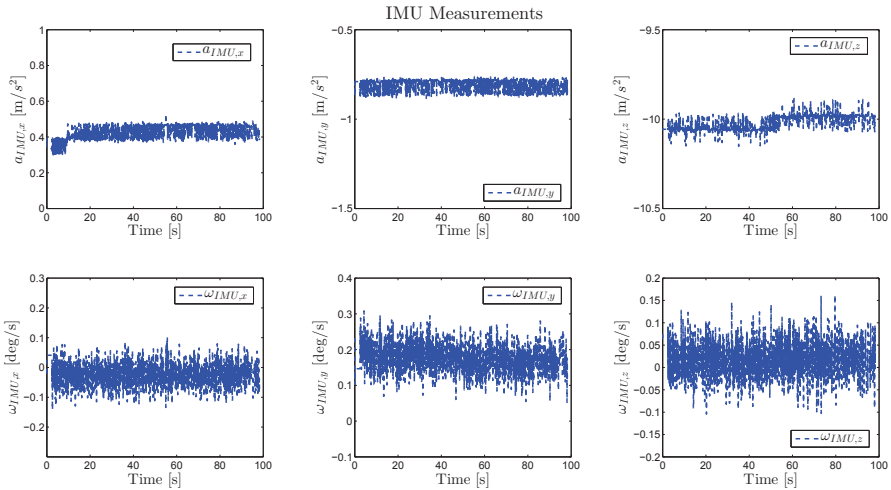 IMU Measurements
a_{IMU,x} [m/s²]
1
0.8
0.6
0.4
0.2
0
0 20 40 60 80 100
Time [s]
a_{IMU,x}
a_{IMU,y} [m/s²]
−0.5
−1
−1.5
0 20 40 60 80 100
Time [s]
a_{IMU,y}
a_{IMU,z} [m/s²]
−9.5
−10
−10.5
0 20 40 60 80 100
Time [s]
a_{IMU,z}
ω_{IMU,x} [deg/s]
0.3
0.2
0.1
0
−0.1
−0.2
0 20 40 60 80 100
Time [s]
ω_{IMU,x}
ω_{IMU,y} [deg/s]
0.4
0.3
0.2
0.1
0
−0.1
0 20 40 60 80 100
Time [s]
ω_{IMU,y}
ω_{IMU,z} [deg/s]
0.2
0.15
0.1
0.05
0
−0.05
−0.1
−0.15
−0.2
0 20 40 60 80 100
Time [s]
ω_{IMU,z}